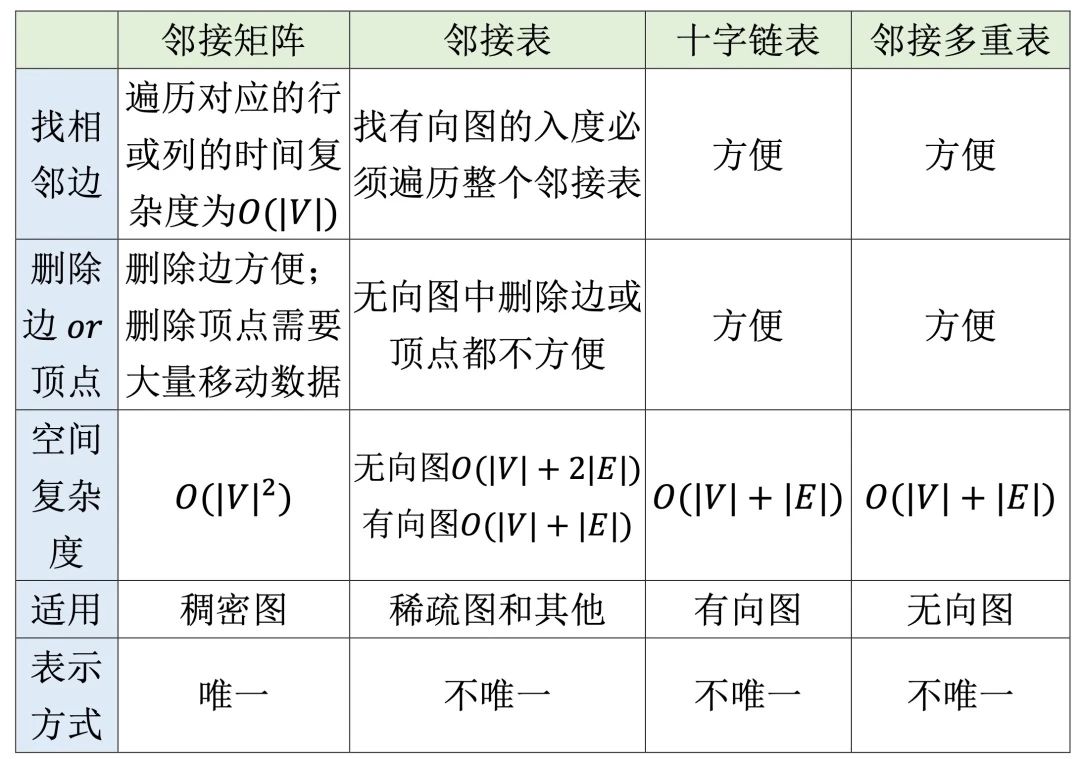 邻接矩阵 邻接表 十字链表 邻接多重表
找相
邻边
遍历对应的行
或列的时间复
杂度为O(|V|)
找有向图的入度必
须遍历整个邻接表
方便
方便
删除
边 or
顶点
删除边方便；
删除顶点需要
大量移动数据
无向图中删除边或
顶点都不方便
方便
方便
空间
复杂
度
O(|V|²)
无向图O(|V| + 2|E|)
有向图O(|V| + |E|)
O(|V| + |E|)
O(|V| + |E|)
适用 稠密图 稀疏图和其他 有向图 无向图
表示
方式
唯一
不唯一
不唯一
不唯一